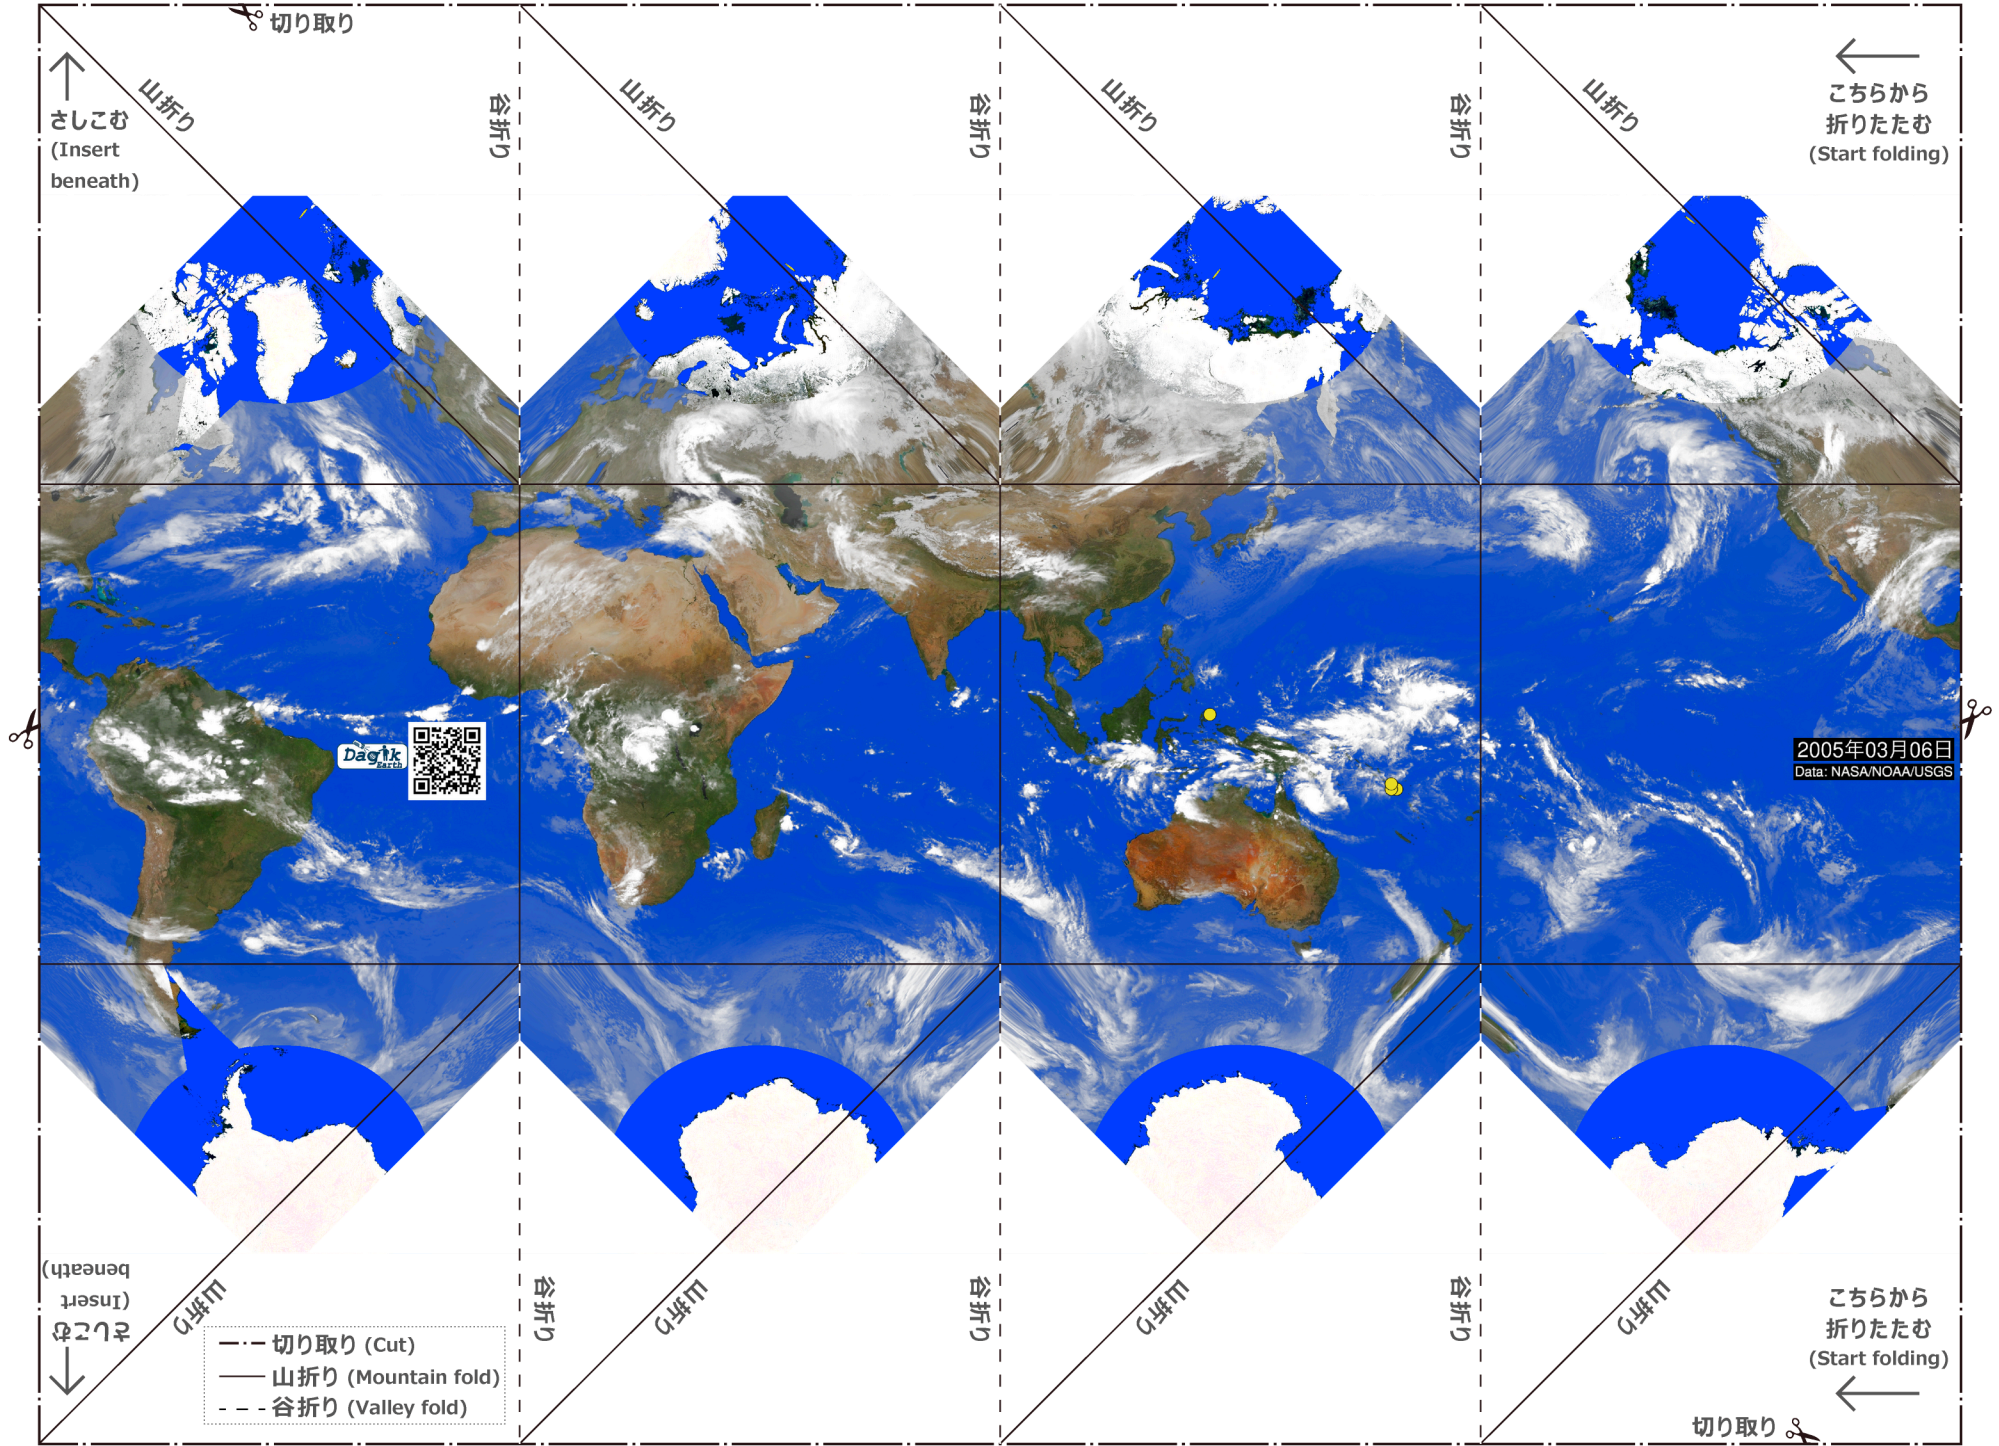 切り取り
さしこむ
(Insert
beneath)
山折り
谷折り
山折り
谷折り
山折り
谷折り
山折り
こちらから
折りたたむ
(Start folding)
Dagik
Earth
2005年03月06日
Data: NASA/NOAA/USGS
さしこむ
(Insert
beneath)
山折り
谷折り
山折り
谷折り
山折り
谷折り
山折り
こちらから
折りたたむ
(Start folding)
切り取り (Cut)
山折り (Mountain fold)
谷折り (Valley fold)
切り取り